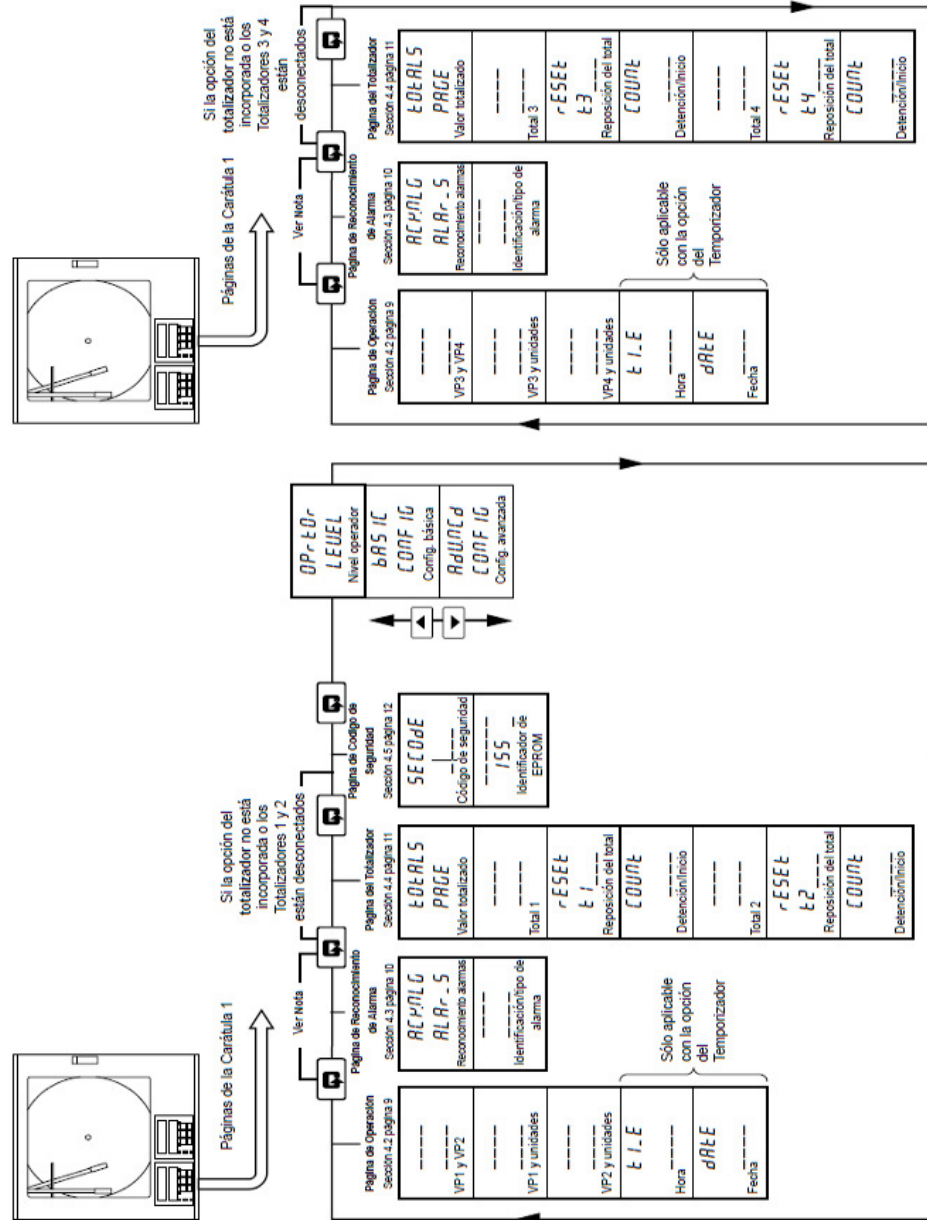 Páginas de la Carátula 1
Ver Nota
Si la opción del
totalizador no está
incorporada o los
Totalizadores 1 y 2
están desconectados
Página de Operación
Sección 4.2 página 9
----
----
VP1 y VP2
----
----
VP1 y unidades
----
----
VP2 y unidades
tI_E
----
Hora
dAtE
----
Fecha
Sólo aplicable
con la opción
del
Temporizador
Página de Reconocimiento
de Alarma
Sección 4.3 página 10
ACKNLG
ALAr_S
Reconocimiento alarmas
----
----
Identificación/tipo de
alarma
Página del Totalizador
Sección 4.4 página 11
tOtALS
PAGE
Valor totalizado
----
----
Total 1
rESEt
t1
Reposición del total
COUNt
----
Detención/Inicio
----
----
Total 2
rESEt
t2
Reposición del total
COUNt
----
Detención/Inicio
Página de Codigo de
seguridad
Sección 4.5 página 12
SECOdE
Código de seguridad
------
ISS _
Identificador de
EPROM
OPrtOr
LEVEL
Nivel operador
bASIC
CONFIG
Config. básica
AdVNCd
CONFIG
Config. avanzada
Páginas de la Carátula 1
Ver Nota
Si la opción del
totalizador no está
incorporada o los
Totalizadores 3 y 4
están
desconectados
Página de Operación
Sección 4.2 página 9
----
----
VP3 y VP4
----
----
VP3 y unidades
----
----
VP4 y unidades
tI_E
----
Hora
dAtE
----
Fecha
Sólo aplicable
con la opción
del
Temporizador
Página de Reconocimiento
de Alarma
Sección 4.3 página 10
ACKNLG
ALAr_S
Reconocimiento alarmas
----
----
Identificación/tipo de
alarma
Página del Totalizador
Sección 4.4 página 11
tOtALS
PAGE
Valor totalizado
----
----
Total 3
rESEt
t3
Reposición del total
COUNt
----
Detención/Inicio
----
----
Total 4
rESEt
t4
Reposición del total
COUNt
----
Detención/Inicio